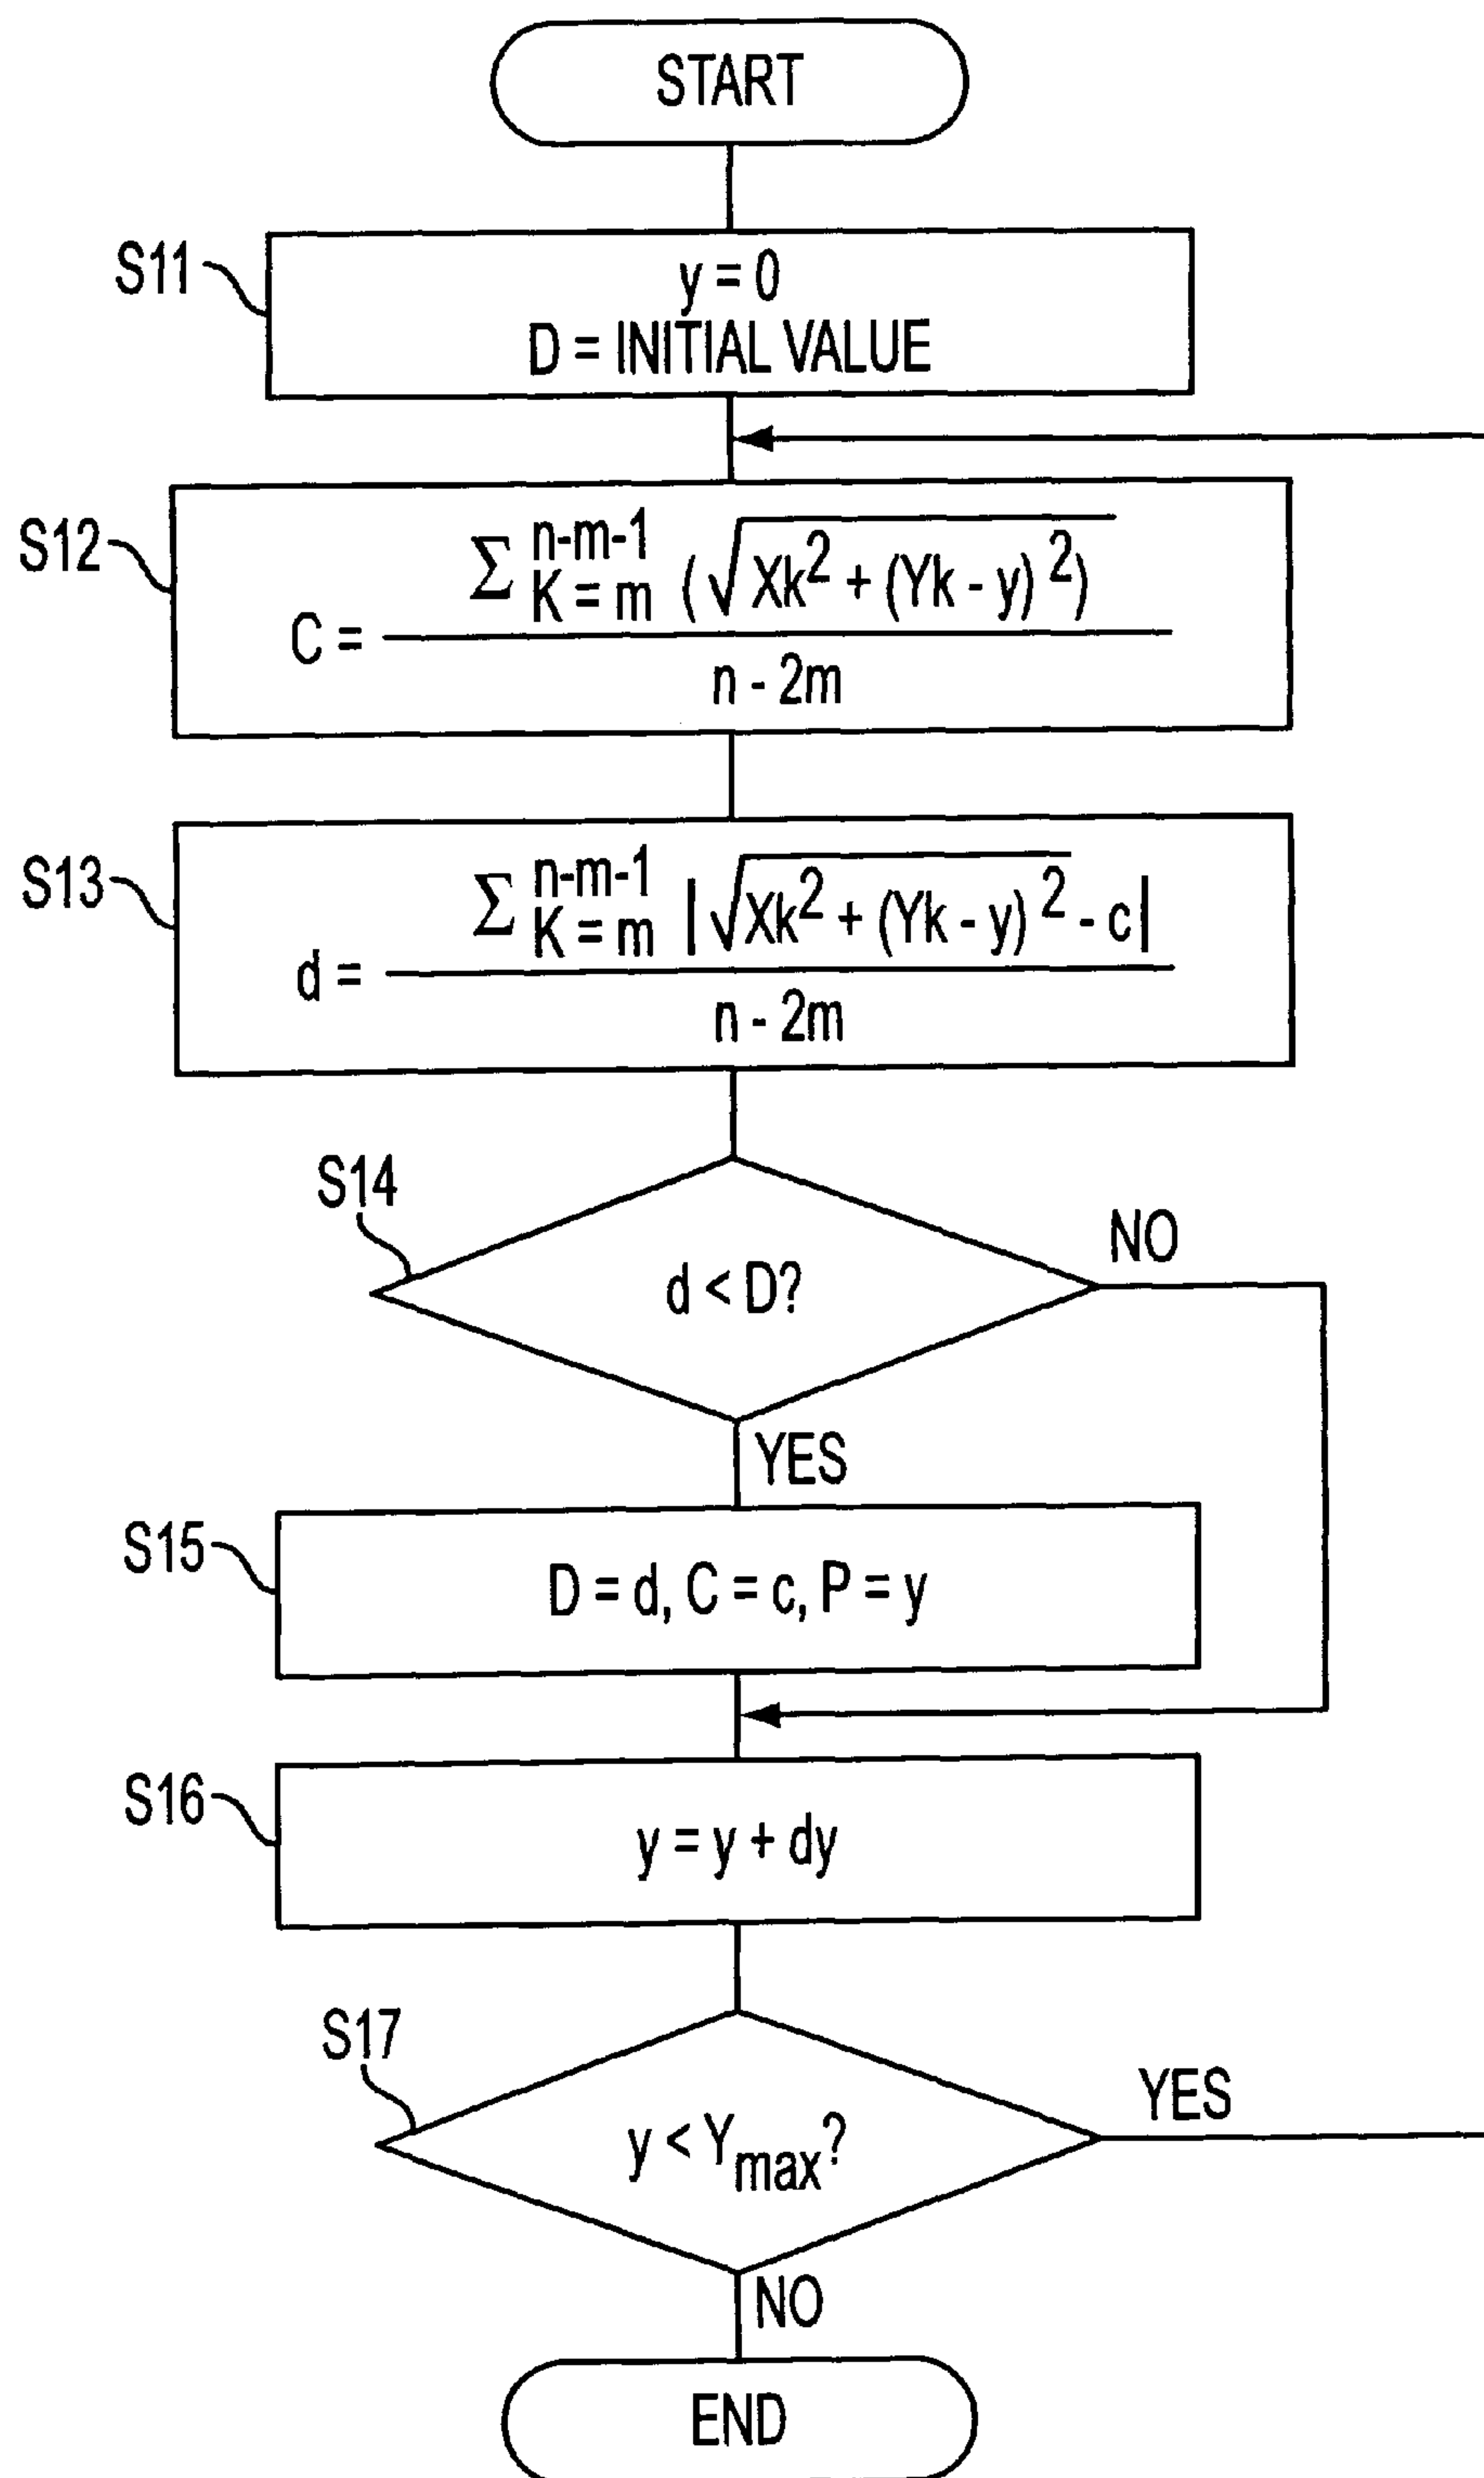 START
S11
y = 0
D = INITIAL VALUE
S12
C = Σ n-m-1 K = m (√Xk² + (Yk - y)²)
n - 2m
S13
d = Σ n-m-1 K = m |√Xk² + (Yk - y)² - c|
n - 2m
S14
d < D?
NO
YES
S15
D = d, C = c, P = y
S16
y = y + dy
S17
y < Ymax?
YES
NO
END